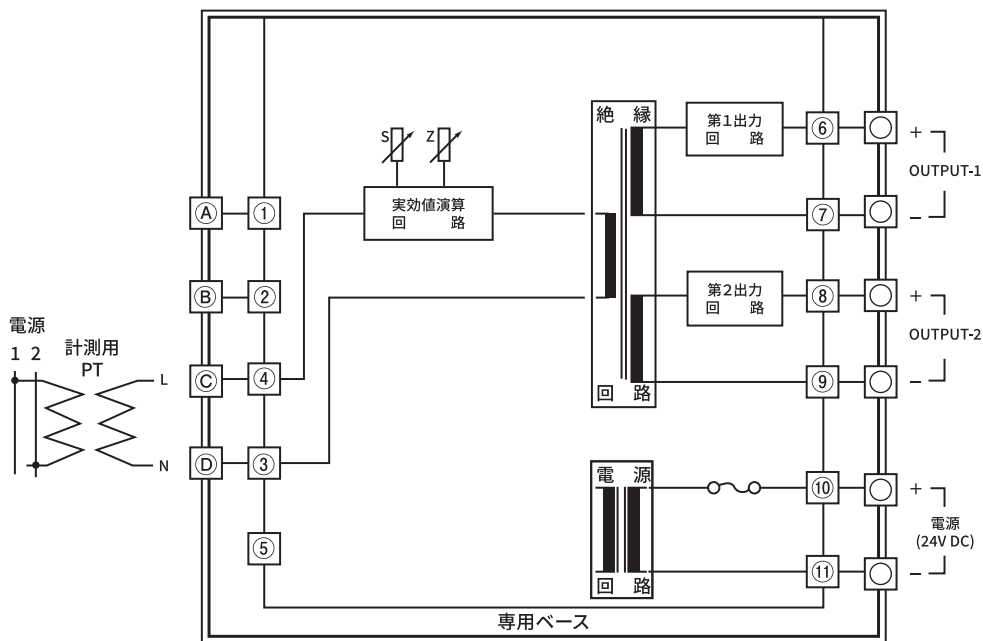 電源
1 2
計測用
PT
L
N
Ⓐ
Ⓑ
Ⓒ
Ⓓ
①
②
④
③
⑤
S
Z
実効値演算
回 路
絶 縁
回 路
第1出力
回 路
第2出力
回 路
電 源
回 路
⑥
⑦
⑧
⑨
⑩
⑪
+
OUTPUT-1
−
+
OUTPUT-2
−
+
電源
(24V DC)
−
専用ベース